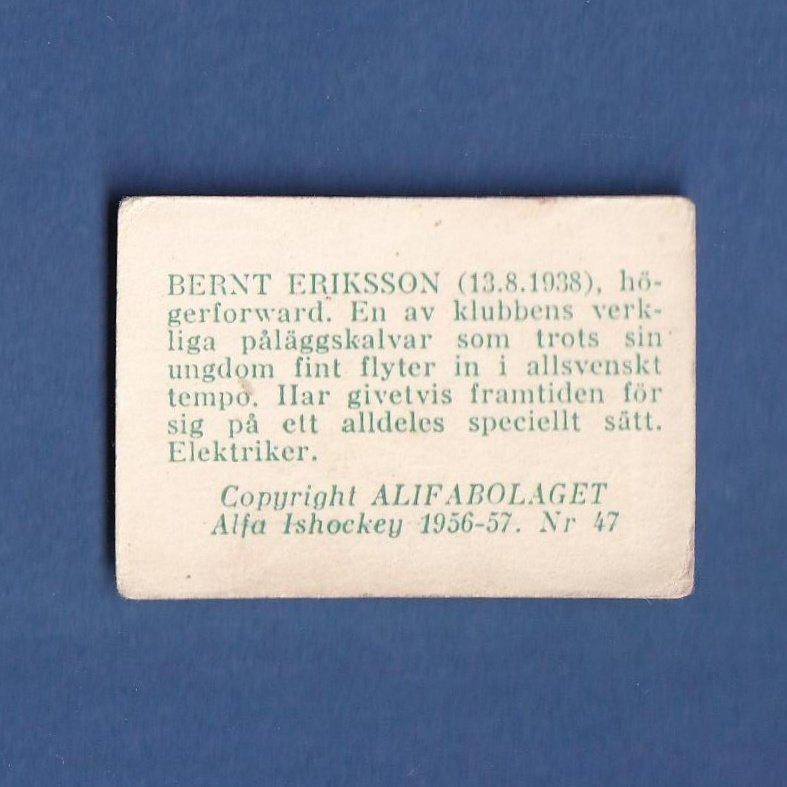 BERNT ERIKSSON (13.8.1938), hö-
gerforward. En av klubbens verk-
liga påläggskalvar som trots sin
ungdom fint flyter in i allsvenskt
tempo. Har givetvis framtiden för
sig på ett alldeles speciellt sätt.
Elektriker.
Copyright ALIFABOLAGET
Alfa Ishockey 1956-57. Nr 47